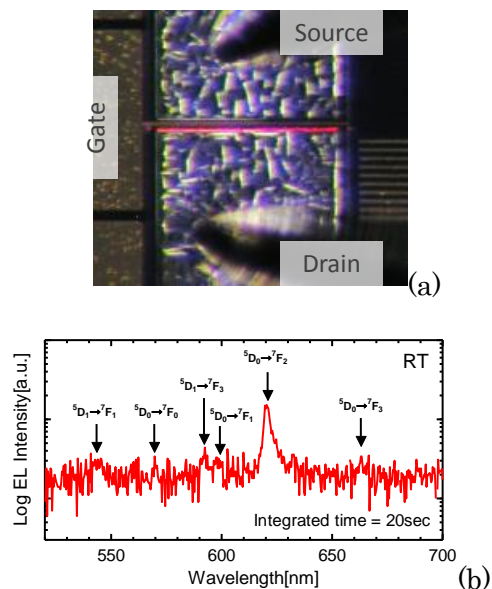 Source
Gate
Drain
(a)
⁵D₀→⁷F₂
RT
⁵D₁→⁷F₃
⁵D₁→⁷F₁
⁵D₀→⁷F₀
⁵D₀→⁷F₁
⁵D₀→⁷F₃
Log EL Intensity[a.u.]
Integrated time = 20sec
550
600
650
700
Wavelength[nm]
(b)